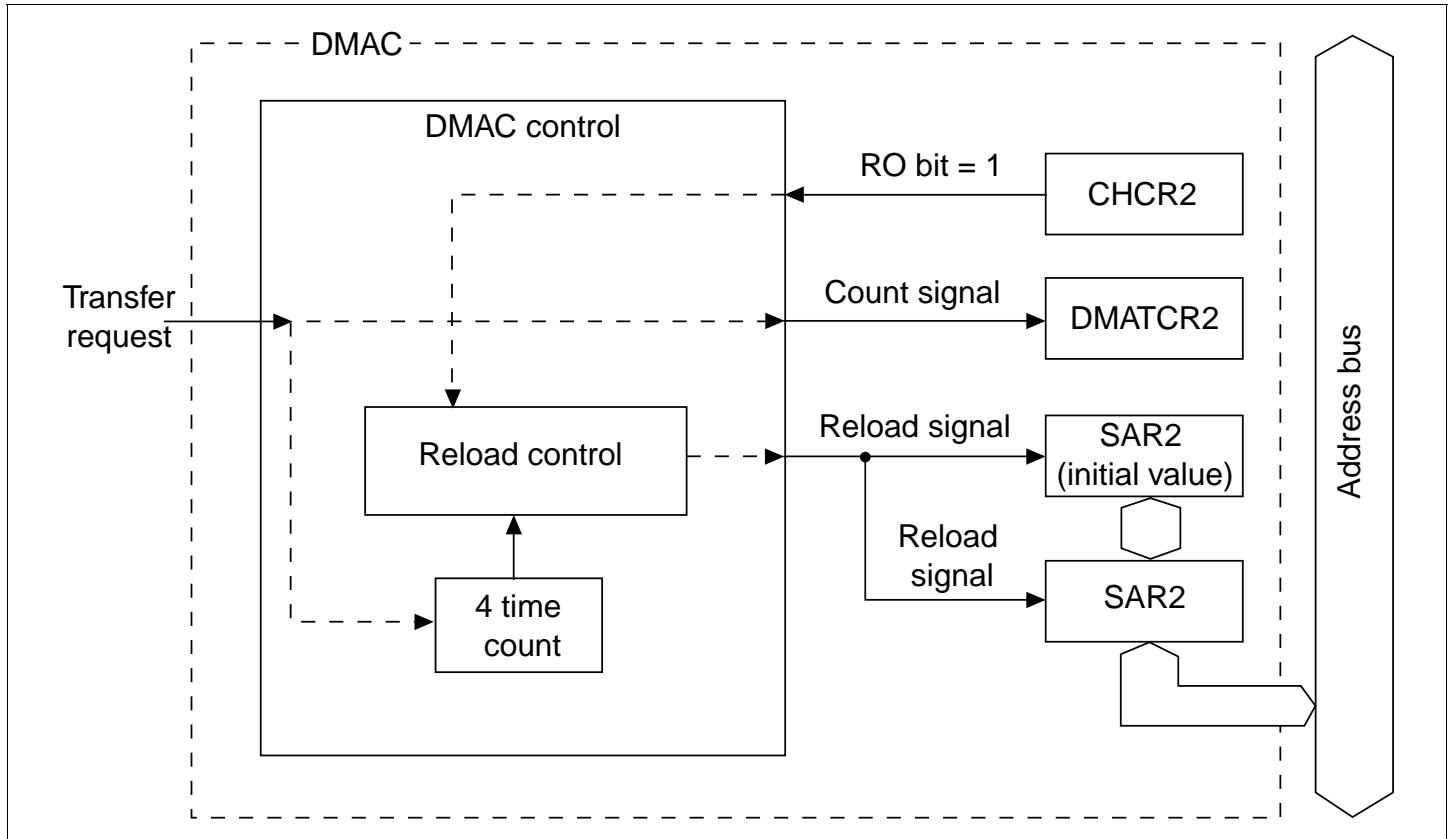 DMAC
DMAC control
RO bit = 1
CHCR2
Transfer
request
Count signal
DMATCR2
Reload control
Reload signal
SAR2
(initial value)
Reload
signal
4 time
count
SAR2
Address bus